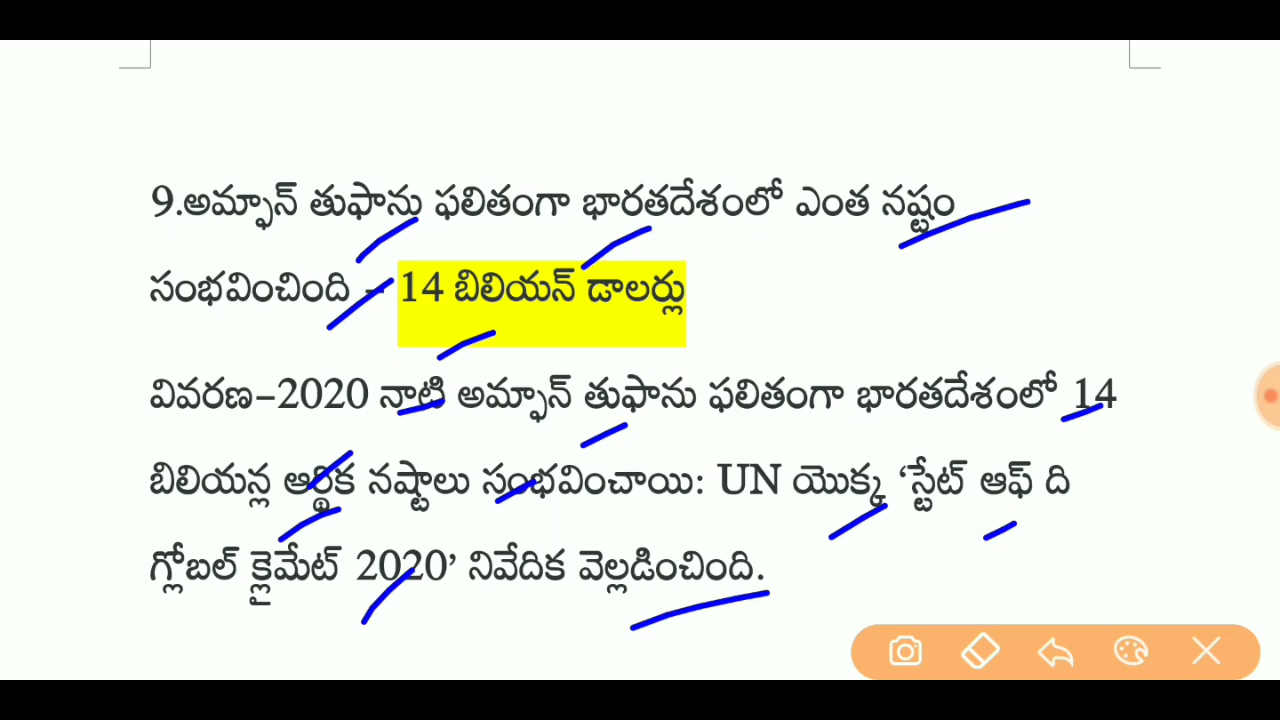 9.అమ్ఫాన్ తుఫాను ఫలితంగా భారతదేశంలో ఎంత నష్టం
సంభవించింది – 14 బిలియన్ డాలర్లు
వివరణ–2020 నాటి అమ్ఫాన్ తుఫాను ఫలితంగా భారతదేశంలో 14
బిలియన్ల ఆర్థిక నష్టాలు సంభవించాయి: UN యొక్క ‘స్టేట్ ఆఫ్ ది
గ్లోబల్ క్లైమేట్ 2020’ నివేదిక వెల్లడించింది.